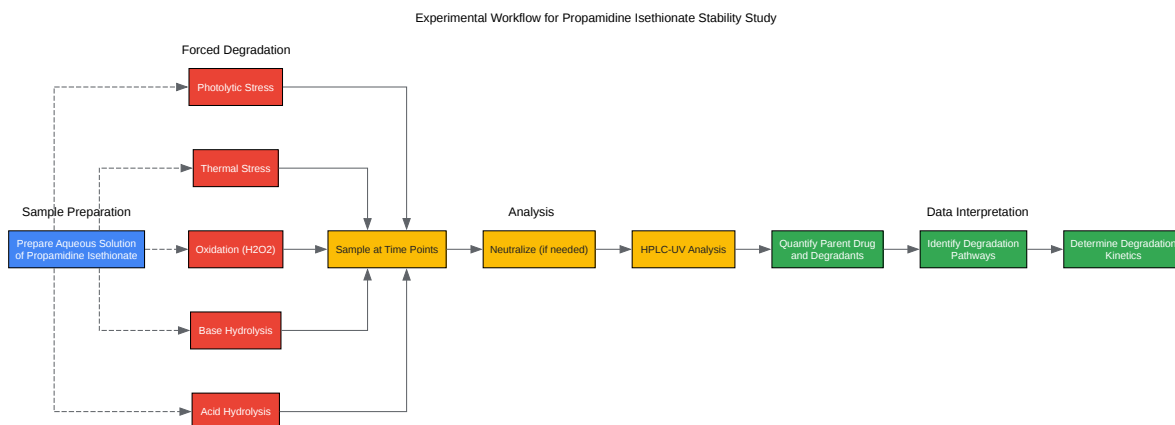 Experimental Workflow for Propamidine Isethionate Stability Study
Forced Degradation
Photolytic Stress
Thermal Stress
Sample Preparation
Analysis
Data Interpretation
Prepare Aqueous Solution
of Propamidine Isethionate
Oxidation (H2O2)
Sample at Time Points
Neutralize (if needed)
HPLC-UV Analysis
Quantify Parent Drug
and Degradants
Identify Degradation
Pathways
Determine Degradation
Kinetics
Base Hydrolysis
Acid Hydrolysis